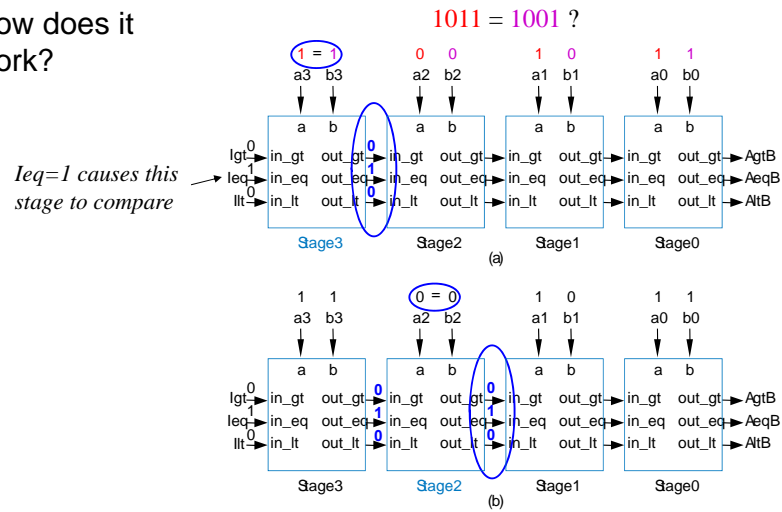 ow does it
ork?
1011 = 1001 ?
1 = 1 0 0 1 0 1 1
a3 b3 a2 b2 a1 b1 a0 b0
a b a b a b a b
Igt 0 in_gt out_gt 0 in_gt out_gt in_gt out_gt in_gt out_gt AgtB
Ieq=1 causes this
Ieq 1 in_eq out_eq 1 in_eq out_eq in_eq out_eq in_eq out_eq AeqB
stage to compare
Ilt 0 in_lt out_lt 0 in_lt out_lt in_lt out_lt in_lt out_lt AltB
Stage3 Stage2 Stage1 Stage0
(a)
1 1 0 = 0 1 0 1 1
a3 b3 a2 b2 a1 b1 a0 b0
a b a b a b a b
Igt 0 in_gt out_gt 0 in_gt out_gt 0 in_gt out_gt in_gt out_gt AgtB
Ieq 1 in_eq out_eq 1 in_eq out_eq 1 in_eq out_eq in_eq out_eq AeqB
Ilt 0 in_lt out_lt 0 in_lt out_lt 0 in_lt out_lt in_lt out_lt AltB
Stage3 Stage2 Stage1 Stage0
(b)